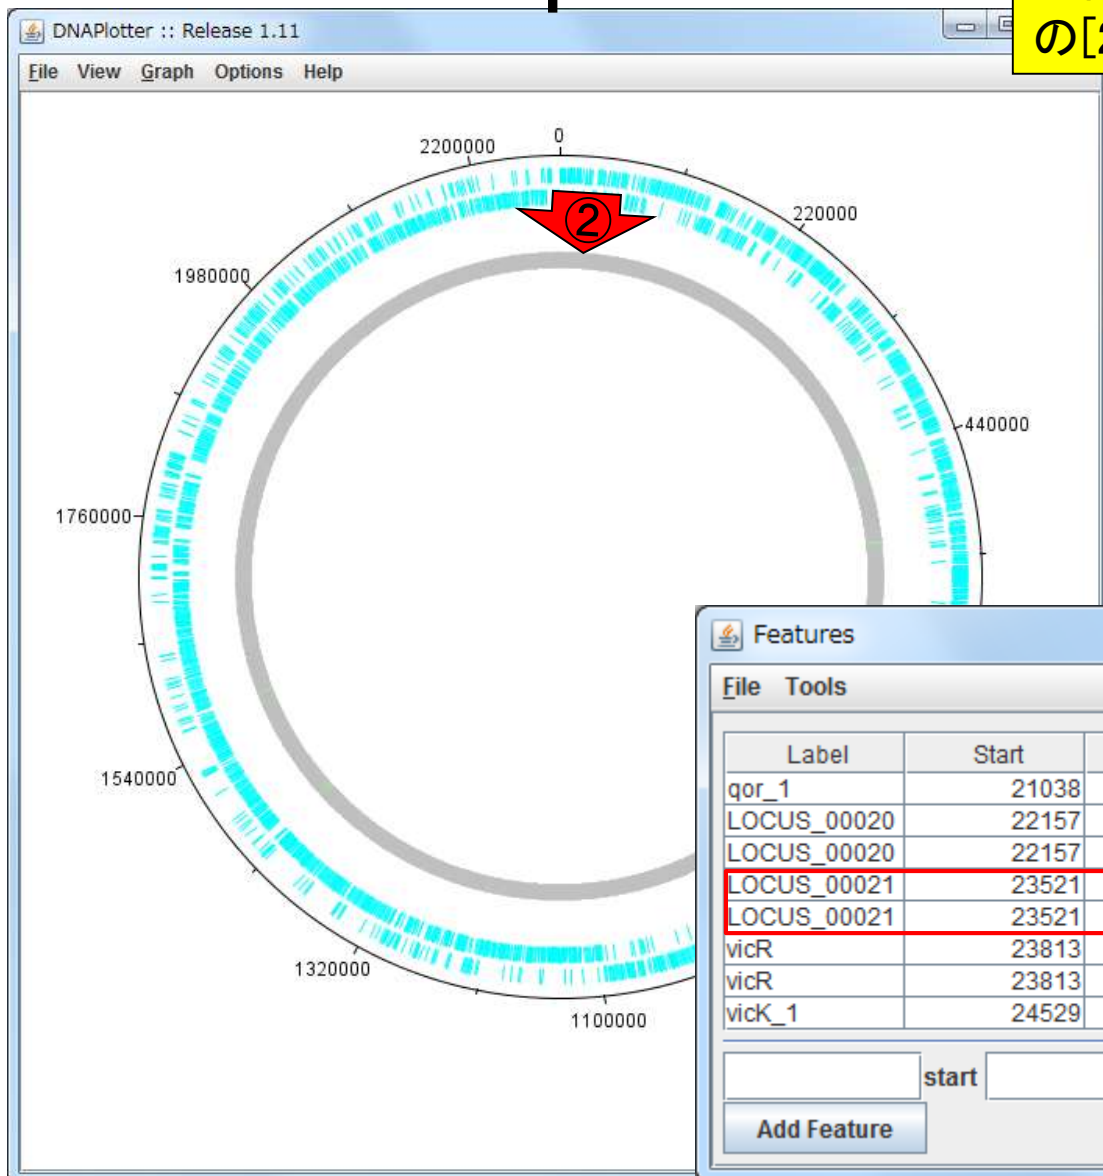 DNAPlotter :: Release 1.11
の[2
File View Graph Options Help
0
2200000
220000
②
1980000
440000
1760000
1540000
1320000
1100000
Features
File Tools
Label Start
qor_1 21038
LOCUS_00020 22157
LOCUS_00020 22157
LOCUS_00021 23521
LOCUS_00021 23521
vicR 23813
vicR 23813
vicK_1 24529
start
Add Feature